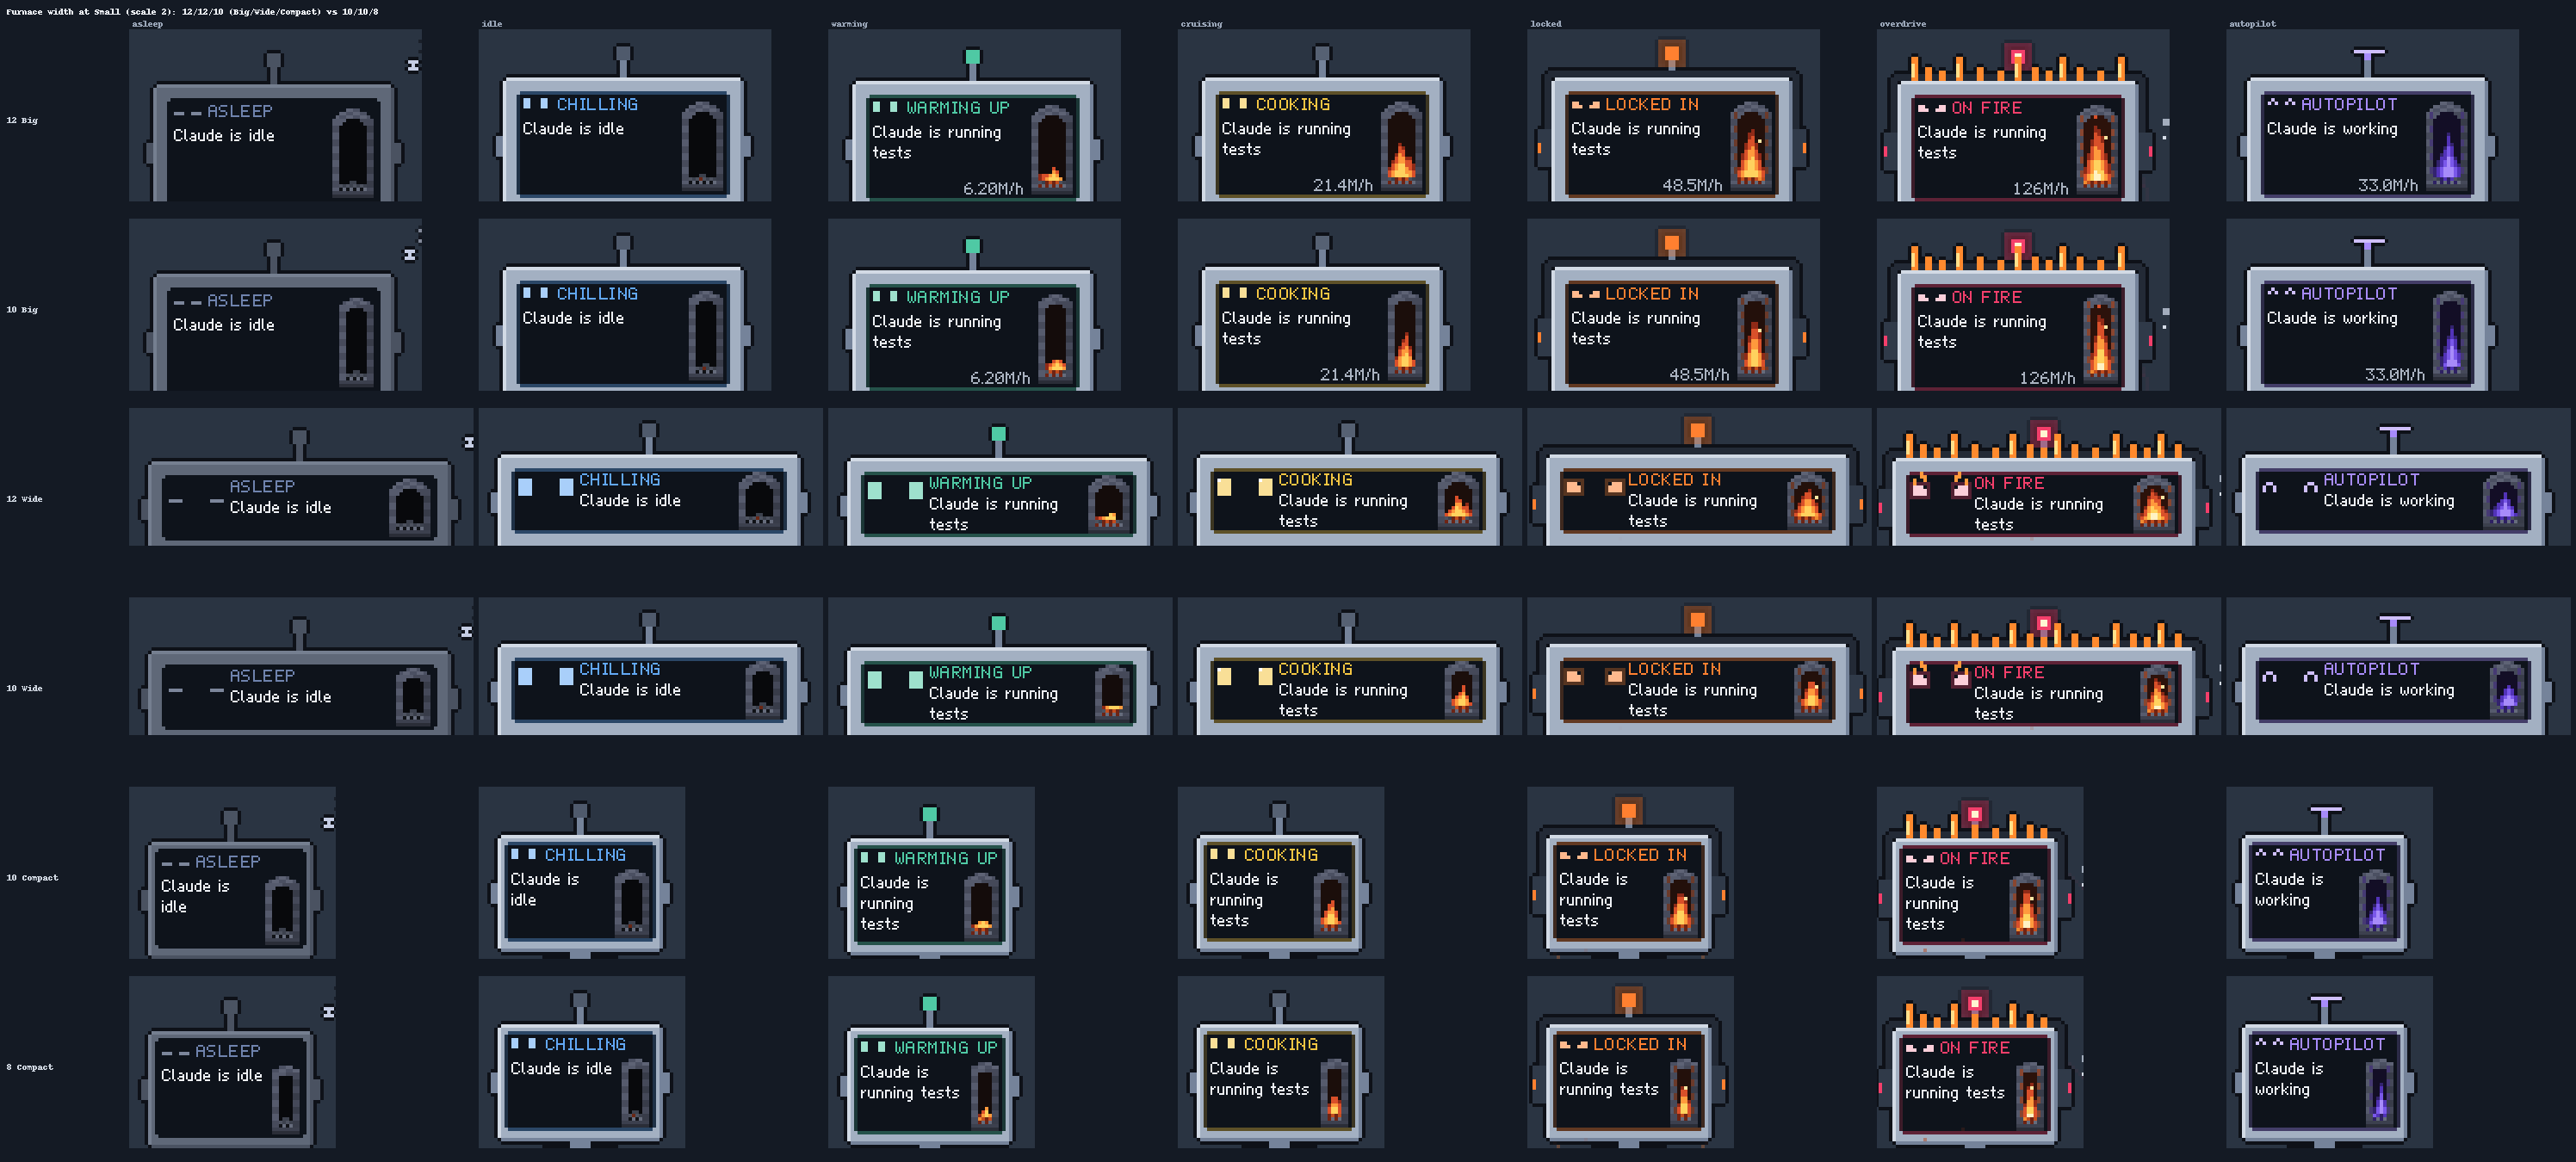 Furnace width at Small (scale 2): 12/12/10 (Big/Wide/Compact) vs 10/10/8
asleep
idle
warming
cruising
locked
overdrive
autopilot
12 Big
ASLEEP
Claude is idle
CHILLING
Claude is idle
WARMING UP
Claude is running
tests
6.20M/h
COOKING
Claude is running
tests
21.4M/h
LOCKED IN
Claude is running
tests
48.5M/h
ON FIRE
Claude is running
tests
126M/h
AUTOPILOT
Claude is working
33.0M/h
10 Big
ASLEEP
Claude is idle
CHILLING
Claude is idle
WARMING UP
Claude is running
tests
6.20M/h
COOKING
Claude is running
tests
21.4M/h
LOCKED IN
Claude is running
tests
48.5M/h
ON FIRE
Claude is running
tests
126M/h
AUTOPILOT
Claude is working
33.0M/h
12 Wide
ASLEEP
Claude is idle
CHILLING
Claude is idle
WARMING UP
Claude is running
tests
COOKING
Claude is running
tests
LOCKED IN
Claude is running
tests
ON FIRE
Claude is running
tests
AUTOPILOT
Claude is working
10 Wide
ASLEEP
Claude is idle
CHILLING
Claude is idle
WARMING UP
Claude is running
tests
COOKING
Claude is running
tests
LOCKED IN
Claude is running
tests
ON FIRE
Claude is running
tests
AUTOPILOT
Claude is working
10 Compact
ASLEEP
Claude is
idle
CHILLING
Claude is
idle
WARMING UP
Claude is
running
tests
COOKING
Claude is
running
tests
LOCKED IN
Claude is
running
tests
ON FIRE
Claude is
running
tests
AUTOPILOT
Claude is
working
8 Compact
ASLEEP
Claude is idle
CHILLING
Claude is idle
WARMING UP
Claude is
running tests
COOKING
Claude is
running tests
LOCKED IN
Claude is
running tests
ON FIRE
Claude is
running tests
AUTOPILOT
Claude is
working